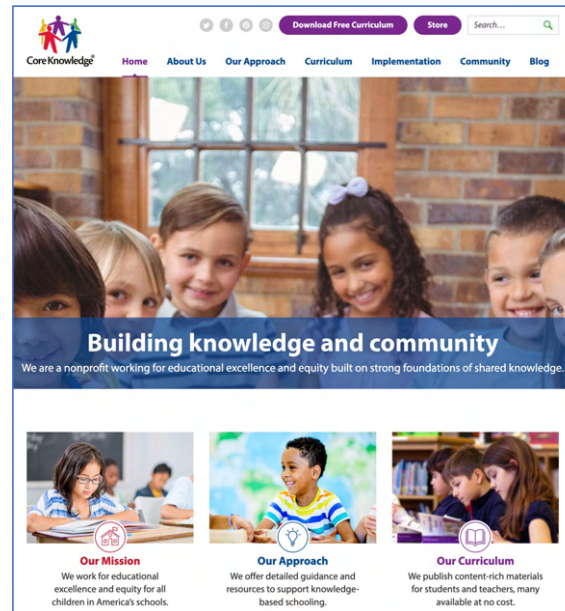 Download Free Curriculum Store Search...
Core Knowledge®
Home About Us Our Approach Curriculum Implementation Community Blog
Building knowledge and community
We are a nonprofit working for educational excellence and equity built on strong foundations of shared knowledge.
Our Mission
We work for educational
excellence and equity for all
children in America's schools.
Our Approach
We offer detailed guidance and
resources to support knowledge-
based schooling.
Our Curriculum
We publish content-rich materials
for students and teachers, many
available at no cost.